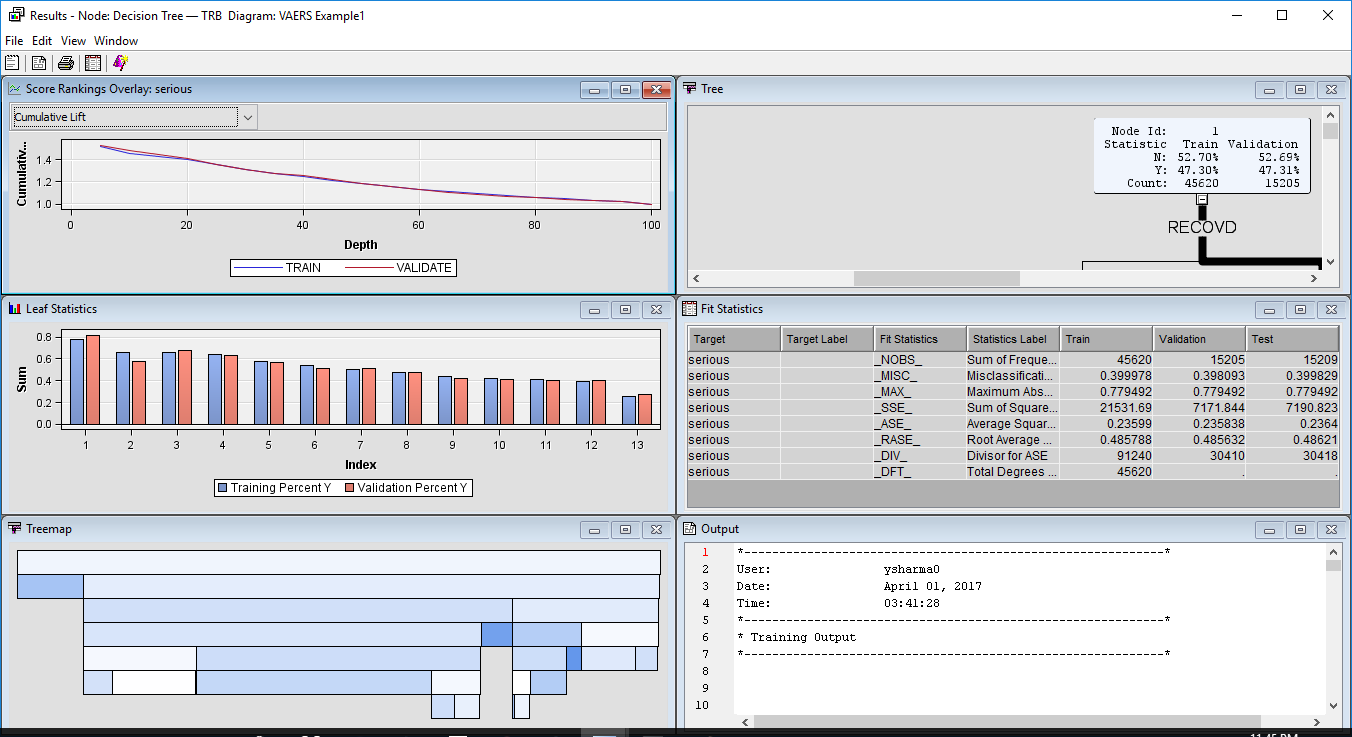 Results - Node: Decision Tree — TRB Diagram: VAERS Example1
File Edit View Window
Score Rankings Overlay: serious
Cumulative Lift
Cumulativ...
1.4
1.2
1.0
0 20 40 60 80 100
Depth
TRAIN VALIDATE
Tree
Node Id: 1
Statistic Train Validation
N: 52.70% 52.69%
Y: 47.30% 47.31%
Count: 45620 15205
RECOVD
Leaf Statistics
Sum
0.8
0.6
0.4
0.2
0.0
1 2 3 4 5 6 7 8 9 10 11 12 13
Index
Training Percent Y Validation Percent Y
Fit Statistics
Target Target Label Fit Statistics Statistics Label Train Validation Test
serious _NOBS_ Sum of Freque... 45620 15205 15209
serious _MISC_ Misclassificati... 0.399978 0.398093 0.399829
serious _MAX_ Maximum Abs... 0.779492 0.779492 0.779492
serious _SSE_ Sum of Square... 21531.69 7171.844 7190.823
serious _ASE_ Average Squar... 0.23599 0.235838 0.2364
serious _RASE_ Root Average ... 0.485788 0.485632 0.48621
serious _DIV_ Divisor for ASE 91240 30410 30418
serious _DFT_ Total Degrees ... 45620 . .
Treemap
Output
1 *------------------------------------------------------------*
2 User: ysharma0
3 Date: April 01, 2017
4 Time: 03:41:28
5 *------------------------------------------------------------*
6 * Training Output
7 *------------------------------------------------------------*
8
9
10